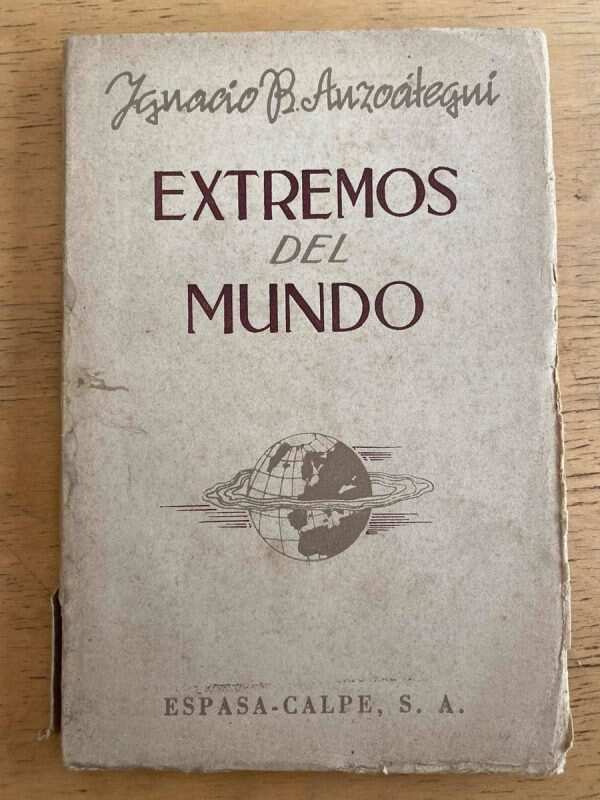 Ignacio B. Anzoátegui
EXTREMOS
DEL
MUNDO
ESPASA-CALPE, S. A.